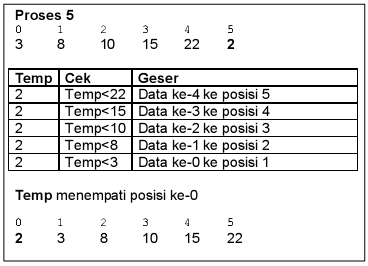 Proses 5
0 1 2 3 4 5
3 8 10 15 22 2
Temp Cek Geser
2 Temp<22 Data ke-4 ke posisi 5
2 Temp<15 Data ke-3 ke posisi 4
2 Temp<10 Data ke-2 ke posisi 3
2 Temp<8 Data ke-1 ke posisi 2
2 Temp<3 Data ke-0 ke posisi 1
Temp menempati posisi ke-0
0 1 2 3 4 5
2 3 8 10 15 22